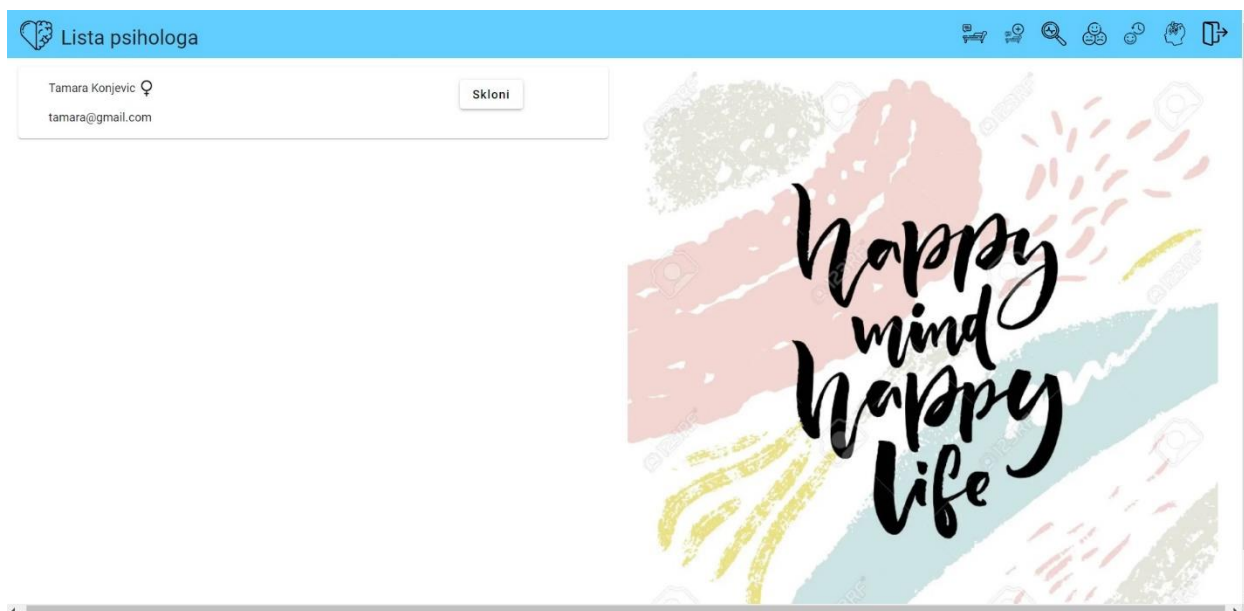 Lista psihologa
Tamara Konjevic
Skloni
tamara@gmail.com
happy
mind
happy
life